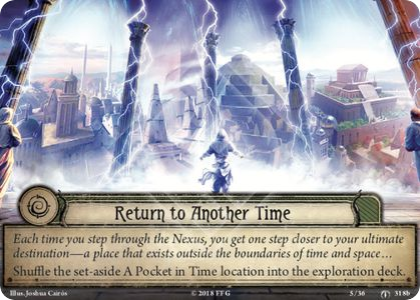 Return to Another Time
Each time you step through the Nexus, you get one step closer to your ultimate
destination—a place that exists outside the boundaries of time and space…
Shuffle the set-aside A Pocket in Time location into the exploration deck.
Illus. Joshua Cairós
© 2018 FFG
5/36
318b